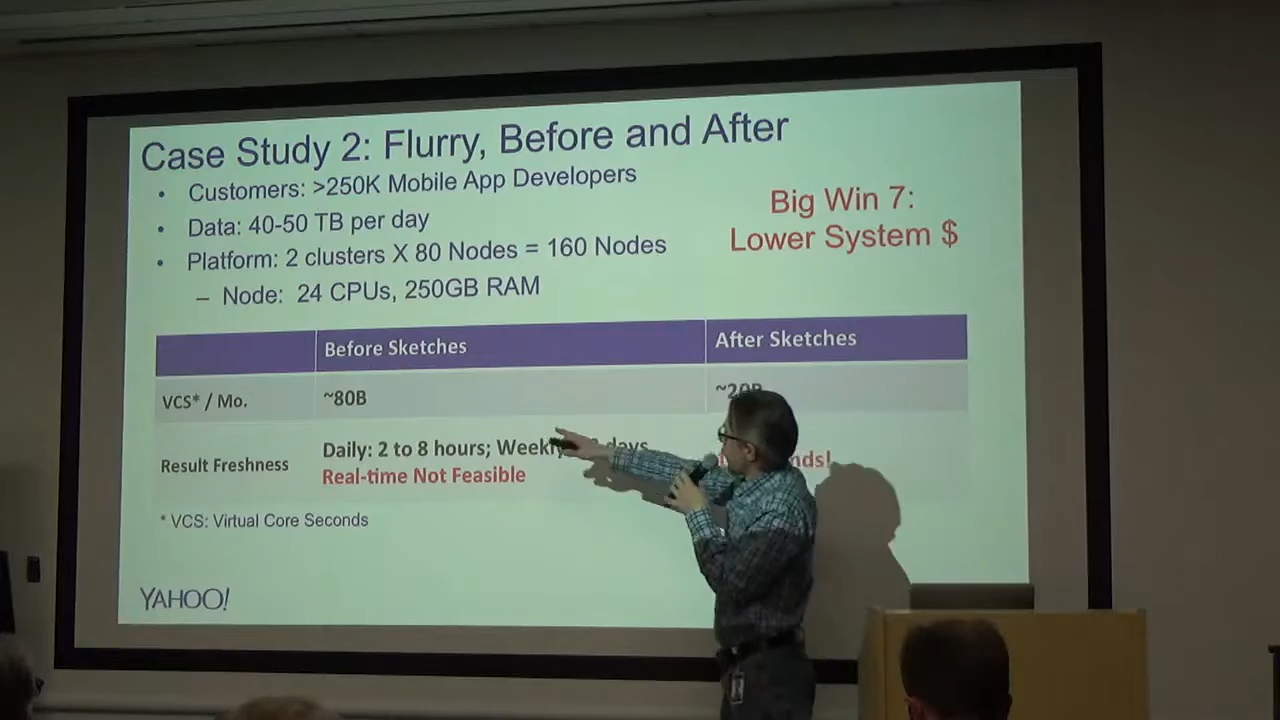 Case Study 2: Flurry, Before and After
• Customers: >250K Mobile App Developers
• Data: 40-50 TB per day
• Platform: 2 clusters X 80 Nodes = 160 Nodes
– Node: 24 CPUs, 250GB RAM
Big Win 7:
Lower System $
Before Sketches
After Sketches
VCS* / Mo.
~80B
~20B
Result Freshness
Daily: 2 to 8 hours; Weekly days
Real-time Not Feasible
* VCS: Virtual Core Seconds
YAHOO!